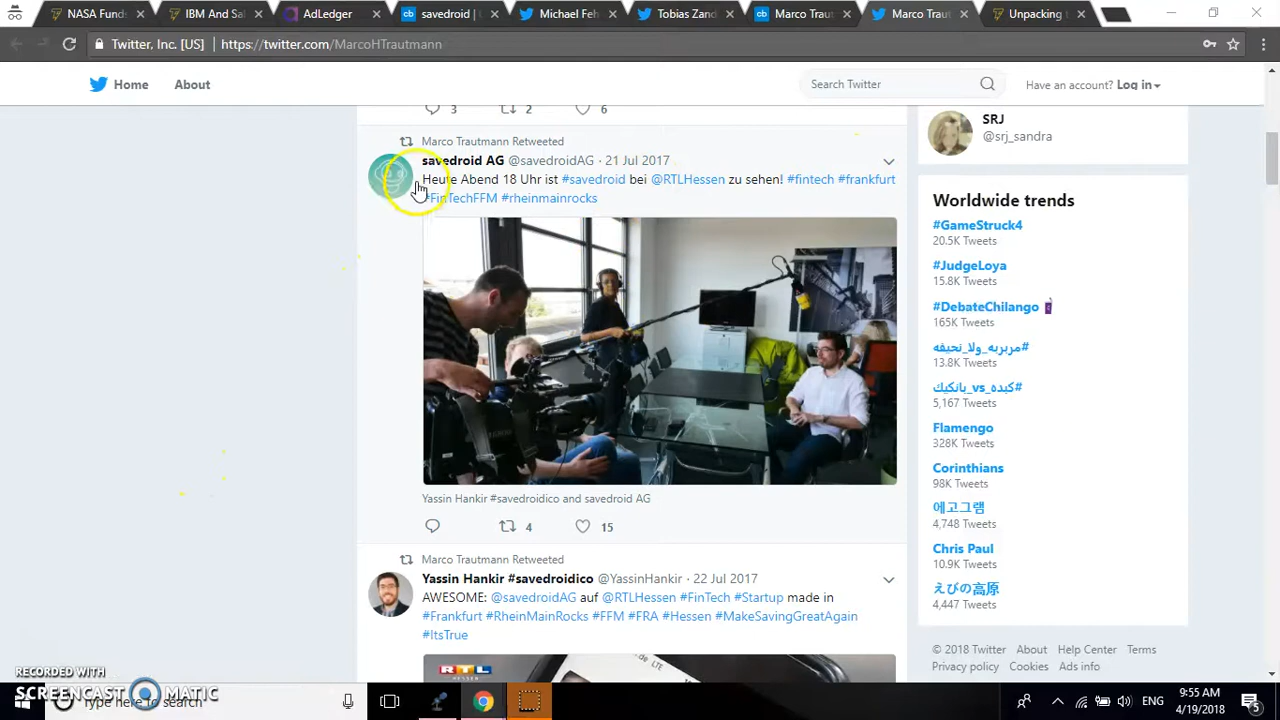 NASA Fund:
IBM And Sa
AdLedger
savedroid | 
Michael Feh
Tobias Zand
Marco Trau
Marco Trau
Unpacking t
Twitter, Inc. [US] | https://twitter.com/MarcoHTrautmann
Home About
Search Twitter
Have an account? Log in
3 2 6
Marco Trautmann Retweeted
savedroid AG @savedroidAG · 21 Jul 2017
Heute Abend 18 Uhr ist #savedroid bei @RTLHessen zu sehen! #fintech #frankfurt
#FinTechFFM #rheinmainrocks
Yassin Hankir #savedroidico and savedroid AG
4 15
Marco Trautmann Retweeted
Yassin Hankir #savedroidico @YassinHankir · 22 Jul 2017
AWESOME: @savedroidAG auf @RTLHessen #FinTech #Startup made in
#Frankfurt #RheinMainRocks #FFM #FRA #Hessen #MakeSavingGreatAgain
#ItsTrue
RTL
HESSEN
de LTE
SRJ
@srj_sandra
Worldwide trends
#GameStruck4
20.5K Tweets
#JudgeLoya
15.8K Tweets
#DebateChilango
165K Tweets
#مربربه_ولا_نحيفه
13.8K Tweets
#كبده_vs_بانكيك
5,167 Tweets
Flamengo
328K Tweets
Corinthians
98K Tweets
에고그램
4,748 Tweets
Chris Paul
10.9K Tweets
えびの高原
4,447 Tweets
© 2018 Twitter About Help Center Terms
Privacy policy Cookies Ads info
RECORDED WITH
SCREENCAST MATIC
Type here to search
ENG
9:55 AM
4/19/2018
5